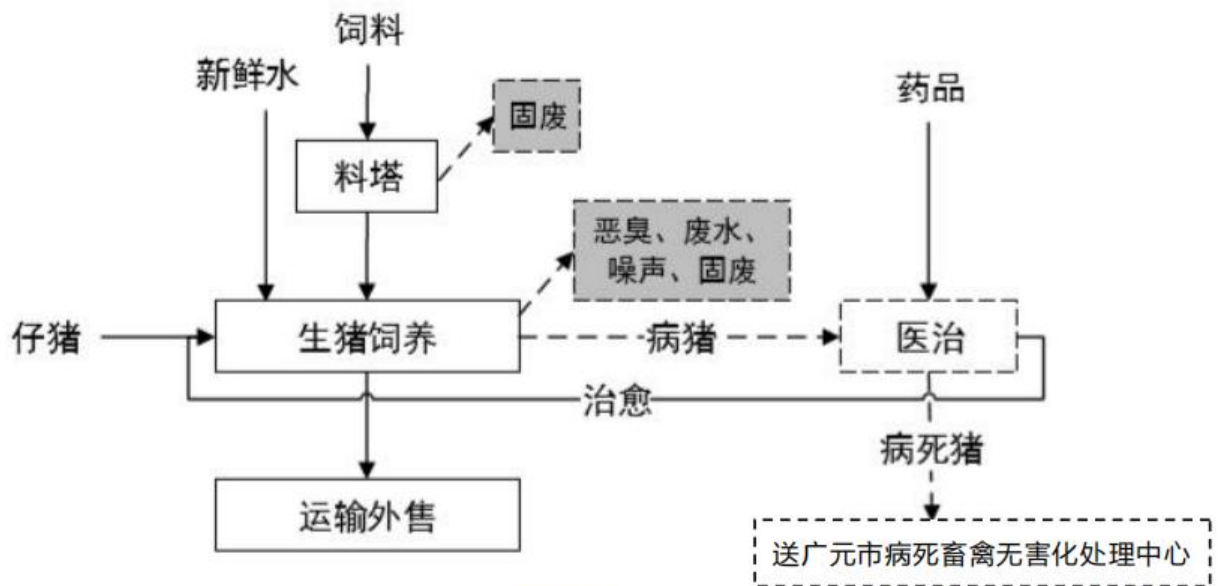 饲料
新鲜水
固废
药品
料塔
恶臭、废水、
噪声、固废
仔猪
生猪饲养
病猪
医治
治愈
病死猪
运输外售
送广元市病死畜禽无害化处理中心